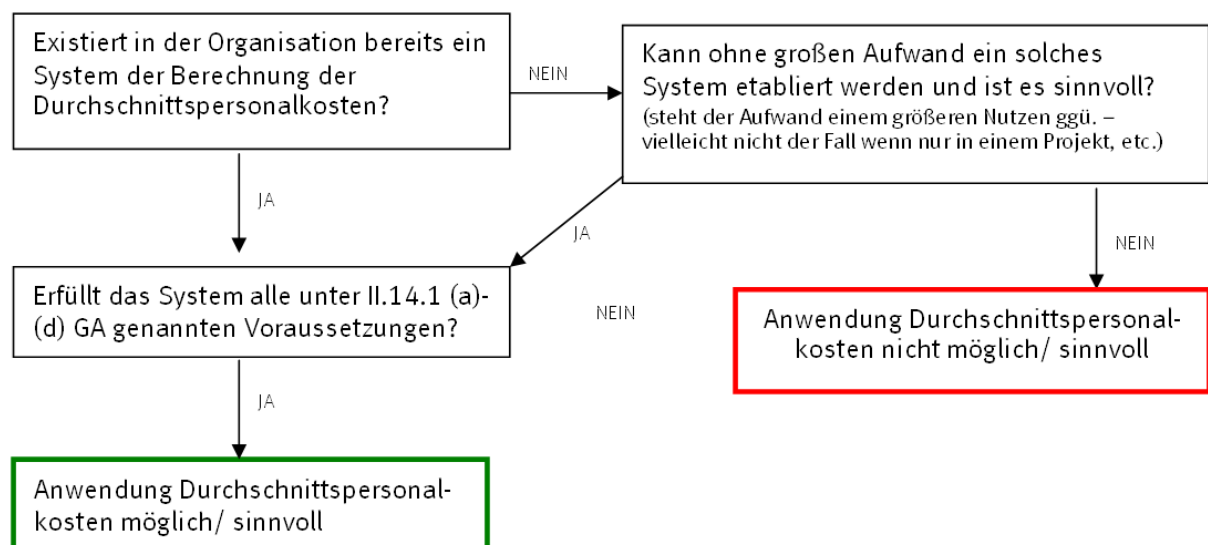 Existiert in der Organisation bereits ein
System der Berechnung der
Durchschnittspersonalkosten?
NEIN
Kann ohne großen Aufwand ein solches
System etabliert werden und ist es sinnvoll?
(steht der Aufwand einem größeren Nutzen ggü. –
vielleicht nicht der Fall wenn nur in einem Projekt, etc.)
JA
JA
NEIN
Erfüllt das System alle unter II.14.1 (a)-
(d) GA genannten Voraussetzungen?
NEIN
Anwendung Durchschnittspersonal-
kosten nicht möglich/ sinnvoll
JA
Anwendung Durchschnittspersonal-
kosten möglich/ sinnvoll